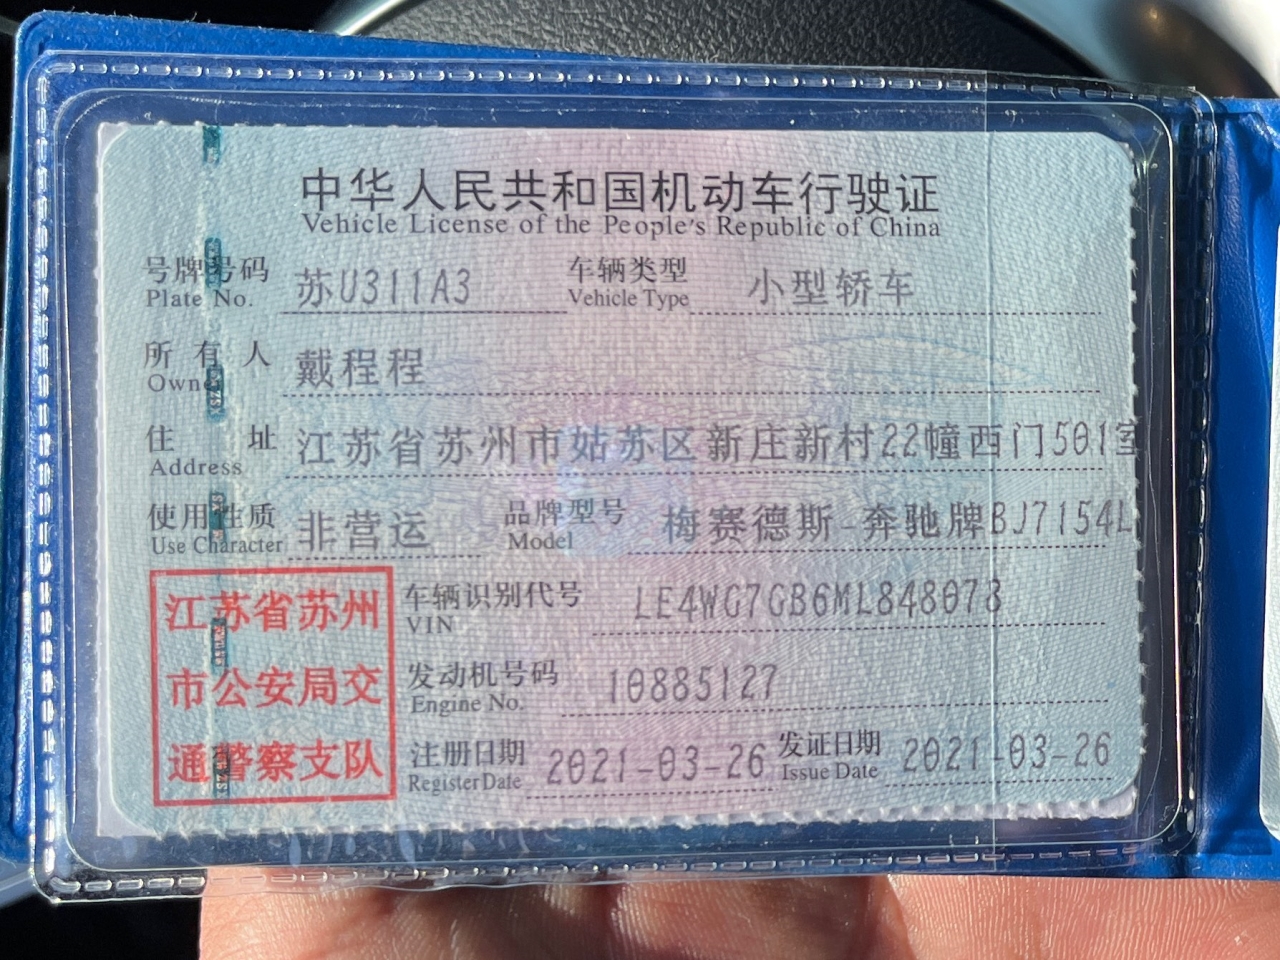 中华人民共和国机动车行驶证
Vehicle License of the People's Republic of China
号牌号码 苏U311A3 车辆类型 小型轿车
Plate No. Vehicle Type
所有人 戴程程
Owner
住址 江苏省苏州市姑苏区新庄新村22幢西门501室
Address
使用性质 非营运 品牌型号 梅赛德斯-奔驰牌BJ7154L
Use Character Model
江苏省苏州
市公安局交
通警察支队
车辆识别代号 LE4WG7GB6ML848073
VIN
发动机号码 10885127
Engine No.
注册日期 2021-03-26 发证日期 2021-03-26
Register Date Issue Date